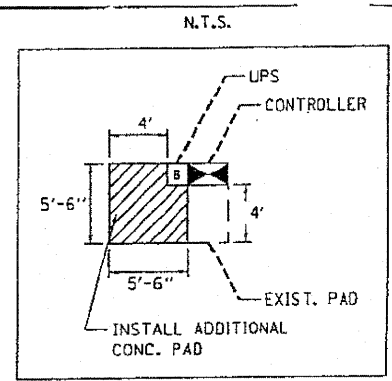 N.T.S.
UPS
CONTROLLER
4'
B
5'-6"
4'
5'-6"
EXIST. PAD
INSTALL ADDITIONAL
CONC. PAD